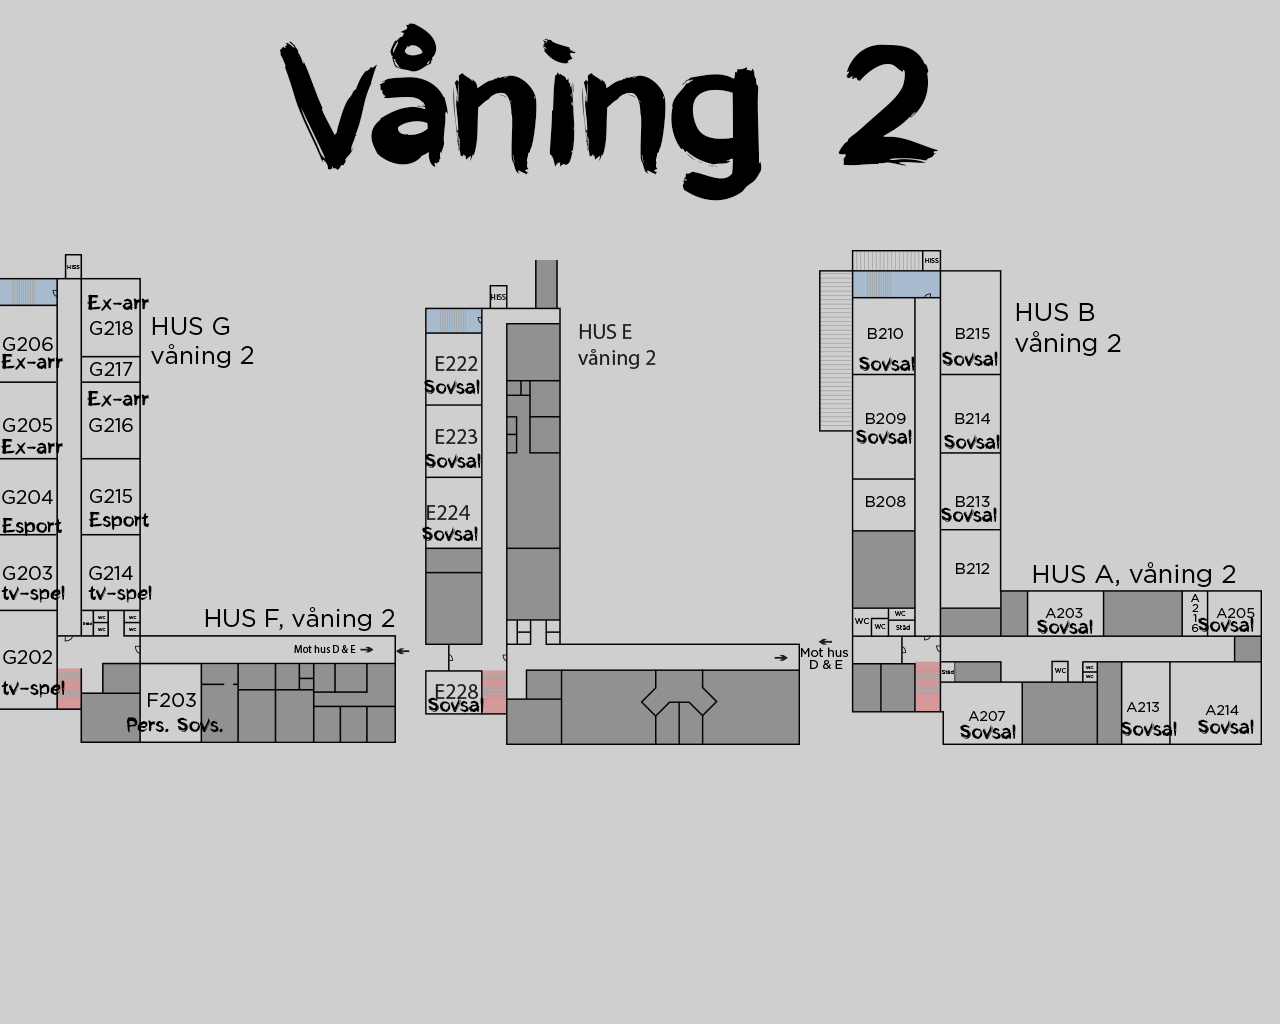 Våning 2
HISS
Ex-arr
G218
HUS G
våning 2
G206
Ex-arr
G217
Ex-arr
G205
G216
Ex-arr
G204
G215
Esport
Esport
G203
G214
tv-spel
tv-spel
WC
WC
Städ
WC
WC
G202
tv-spel
HUS F, våning 2
Mot hus D & E
F203
Pers. Sovs.
HISS
HUS E
våning 2
E222
Sovsal
E223
Sovsal
E224
Sovsal
E228
Sovsal
Mot hus
D & E
HISS
HUS B
våning 2
B210
B215
Sovsal
Sovsal
B209
B214
Sovsal
Sovsal
B208
B213
Sovsal
B212
WC
WC
WC
Städ
HUS A, våning 2
A203
Sovsal
A
2
1
6
A205
Sovsal
Städ
WC
WC
WC
A207
Sovsal
A213
Sovsal
A214
Sovsal